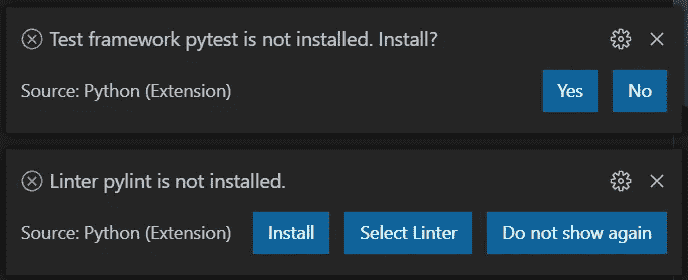 Test framework pytest is not installed. Install?
Source: Python (Extension) Yes No
Linter pylint is not installed.
Source: Python (Extension) Install Select Linter Do not show again